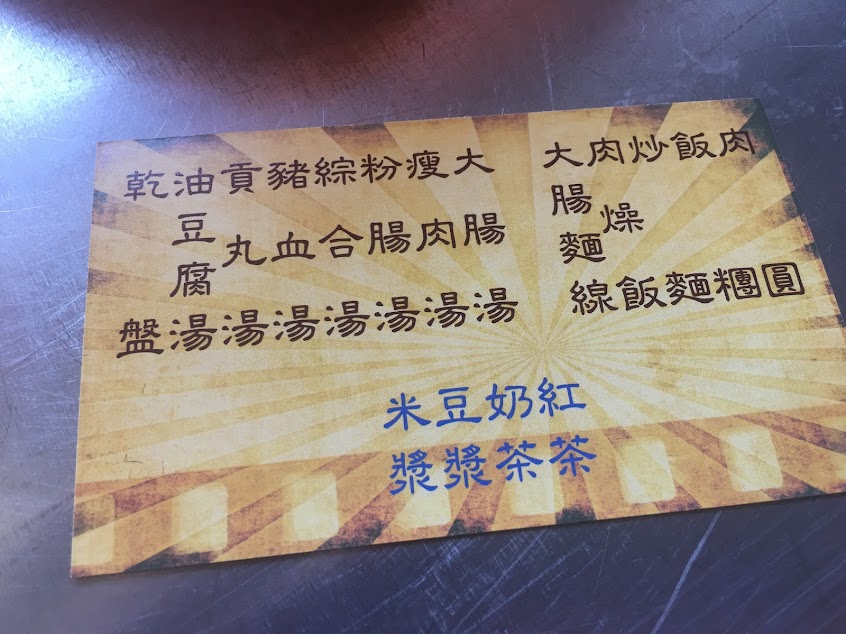 肉圓
飯糰
炒麵
肉燥飯
大腸麵線
大腸湯
瘦肉湯
粉腸湯
綜合湯
豬血湯
貢丸湯
油豆腐湯
乾盤
紅茶
奶茶
豆漿
米漿